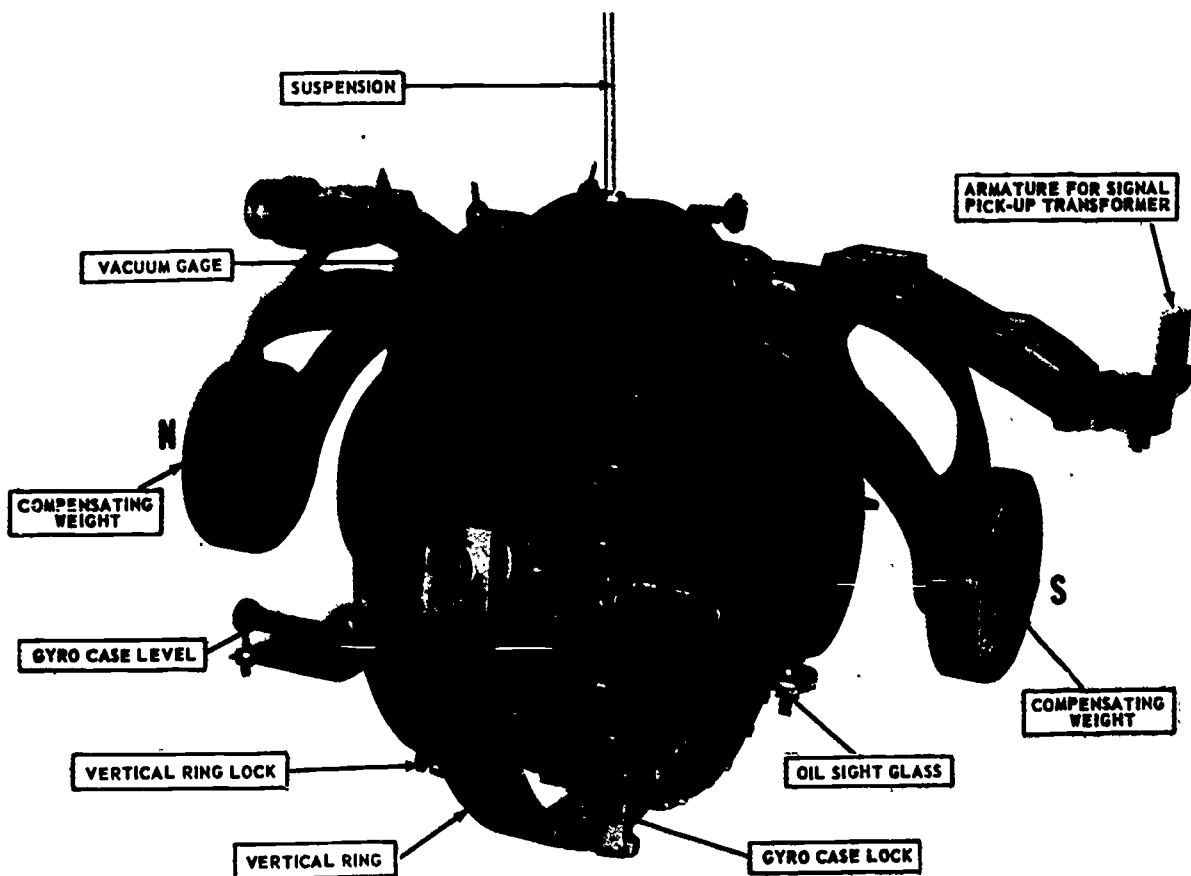 SUSPENSION
ARMATURE FOR SIGNAL
PICK-UP TRANSFORMER
VACUUM GAGE
N
COMPENSATING
WEIGHT
S
GYRO CASE LEVEL
COMPENSATING
WEIGHT
VERTICAL RING LOCK
OIL SIGHT GLASS
VERTICAL RING
GYRO CASE LOCK